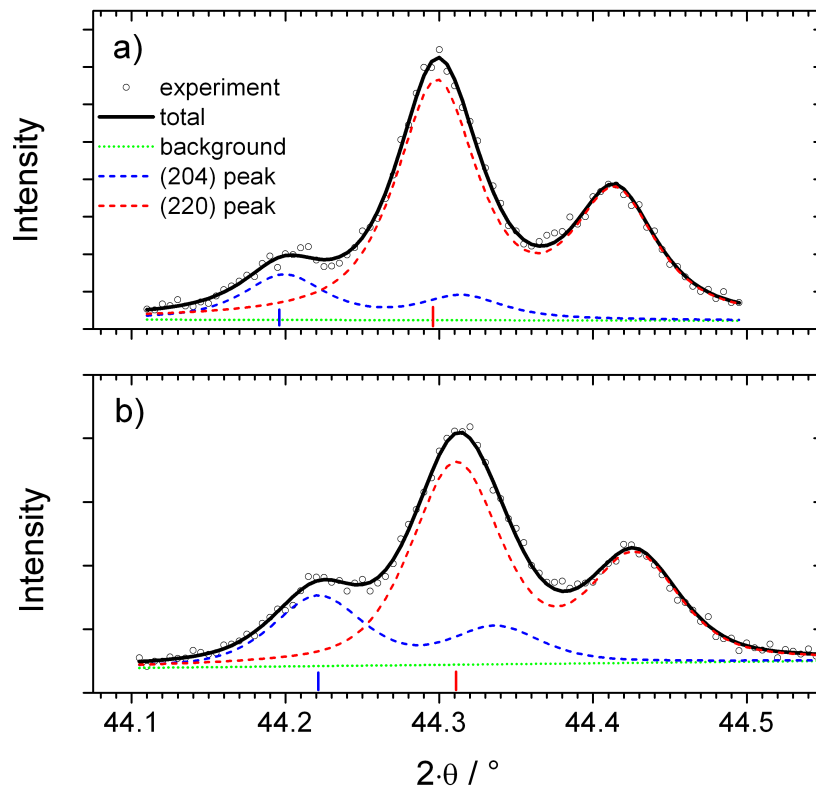 a)
experiment
total
background
(204) peak
(220) peak
Intensity
b)
Intensity
44.1 44.2 44.3 44.4 44.5
2·θ / °